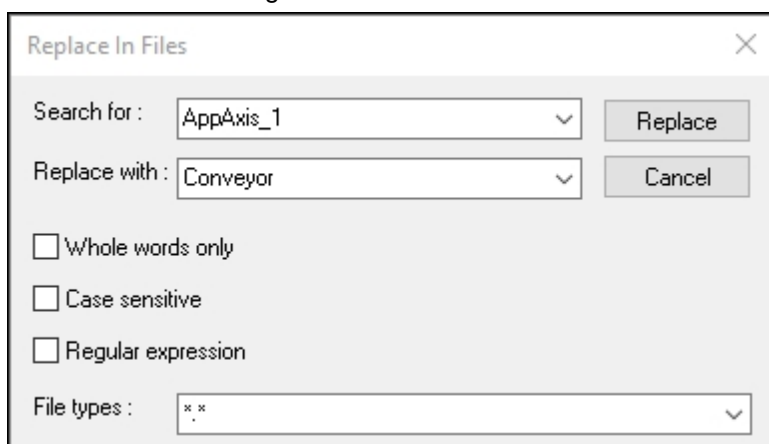 Replace In Files
Search for : AppAxis_1 Replace
Replace with : Conveyor Cancel
Whole words only
Case sensitive
Regular expression
File types : *.*